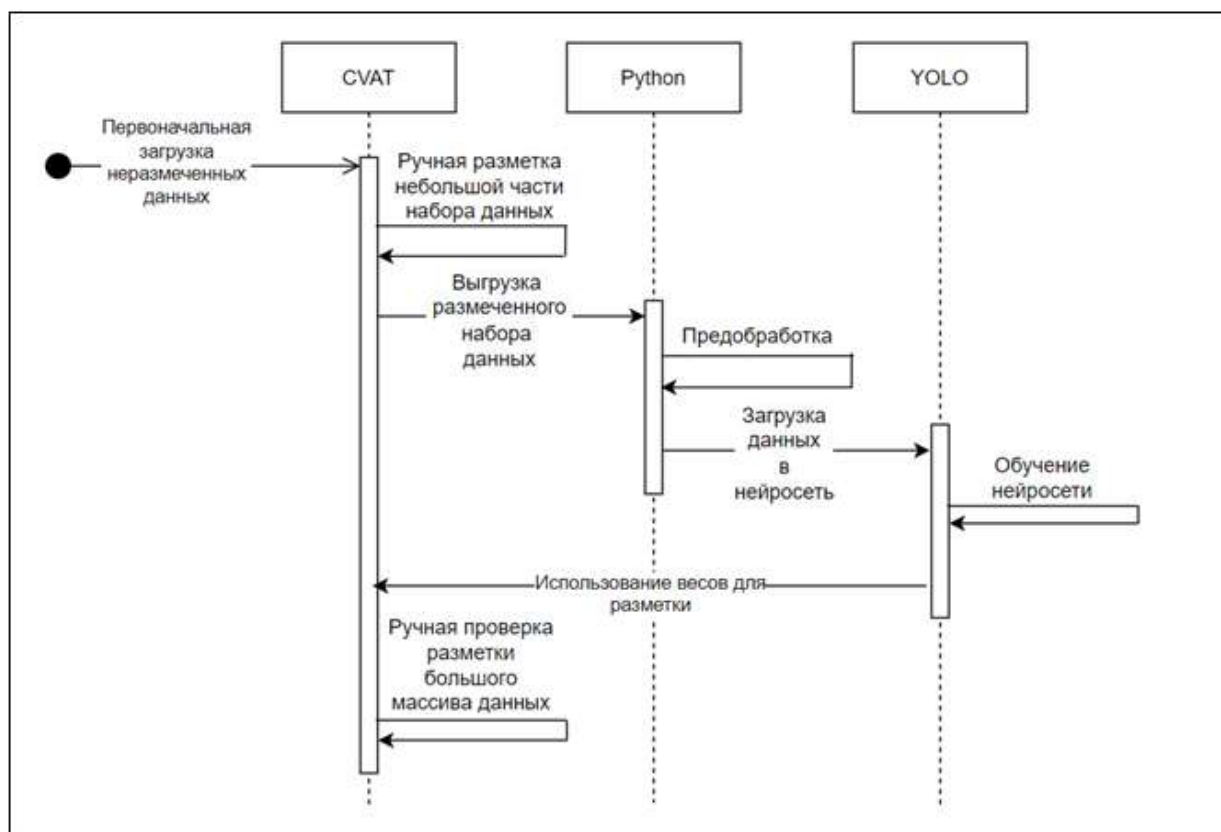 CVAT
Python
YOLO
Первоначальная
загрузка
неразмеченных
данных
Ручная разметка
небольшой части
набора данных
Выгрузка
размеченного
набора
данных
Предобработка
Загрузка
данных
в
нейросеть
Обучение
нейросети
Использование весов для
разметки
Ручная проверка
разметки
большого
массива данных